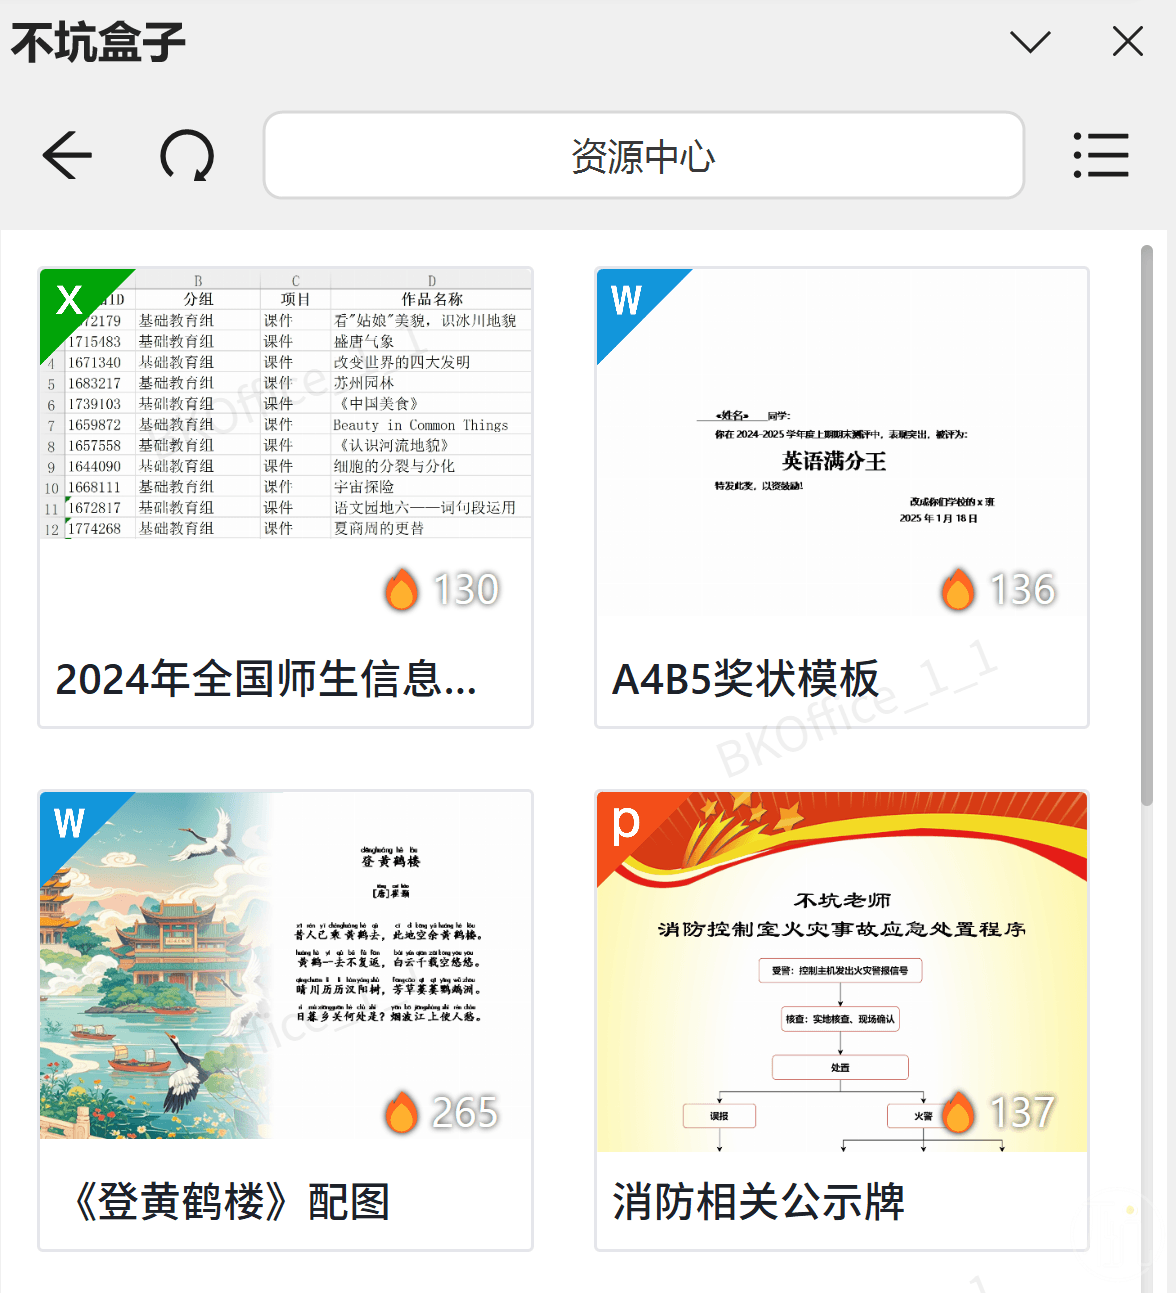 不坑盒子
资源中心
X
B C D
ID 分组 项目 作品名称
72179 基础教育组 课件 看"姑娘"美貌，识冰川地貌
1715483 基础教育组 课件 盛唐气象
4 1671340 基础教育组 课件 改变世界的四大发明
5 1683217 基础教育组 课件 苏州园林
6 1739103 基础教育组 课件 《中国美食》
7 1659872 基础教育组 课件 Beauty in Common Things
8 1657558 基础教育组 课件 《认识河流地貌》
9 1644090 基础教育组 课件 细胞的分裂与分化
10 1668111 基础教育组 课件 宇宙探险
11 1672817 基础教育组 课件 语文园地六——词句段运用
12 1774268 基础教育组 课件 夏商周的更替
130
2024年全国师生信息...
W
«姓名» 同学：
你在 2024-2025 学年度上期期末测评中，表现突出，被评为：
英语满分王
特发此奖，以资鼓励！
改成你们学校的 x 班
2025 年 1 月 18 日
136
A4B5奖状模板
BKOffice_1_1
W
登黄鹤楼
[唐]崔颢
昔人已乘黄鹤去，此地空余黄鹤楼。
黄鹤一去不复返，白云千载空悠悠。
晴川历历汉阳树，芳草萋萋鹦鹉洲。
日暮乡关何处是？烟波江上使人愁。
265
《登黄鹤楼》配图
p
不坑老师
消防控制室火灾事故应急处置程序
受警：控制主机发出火灾警报信号
核查：实地核查、现场确认
处置
误报 火警
137
消防相关公示牌